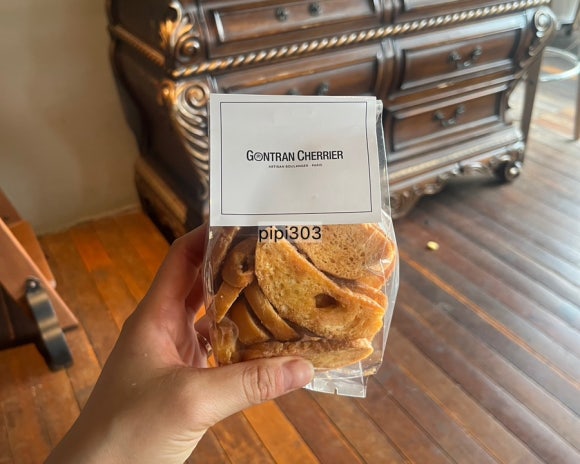 GONTRAN CHERRIER
ARTISAN BOULANGER PARIS
pipi303